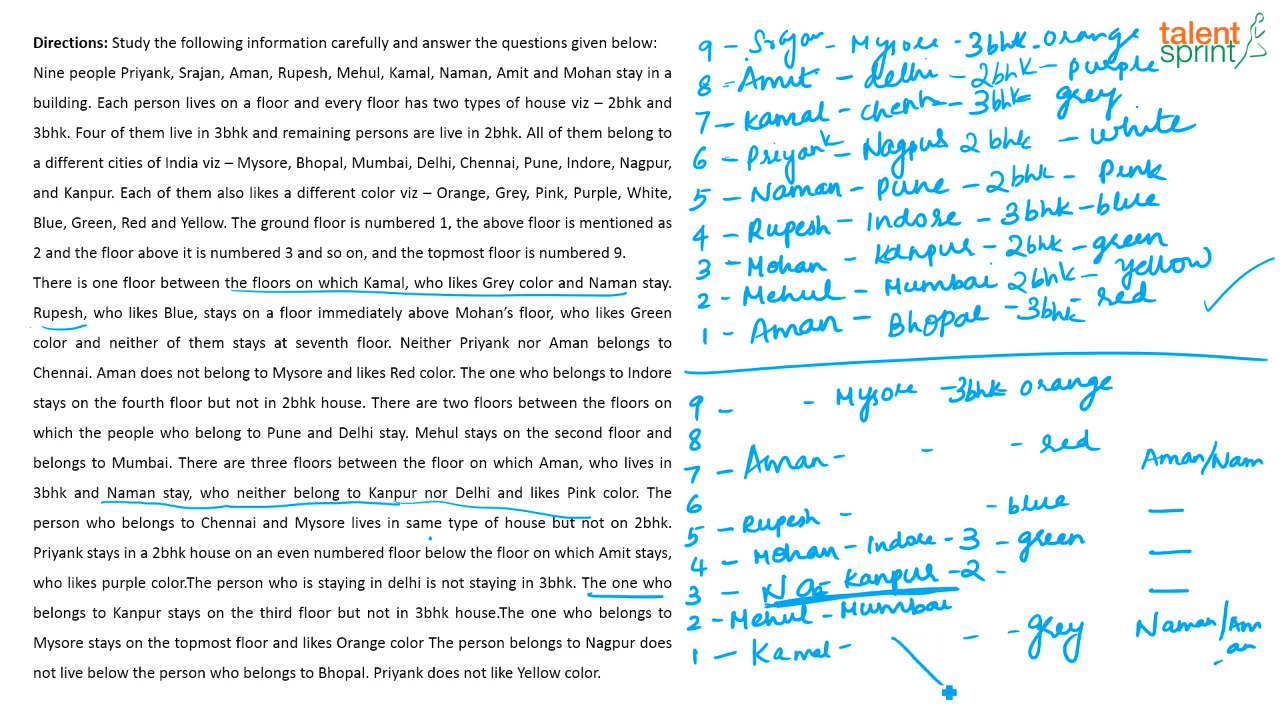 Directions: Study the following information carefully and answer the questions given below:
Nine people Priyank, Srajan, Aman, Rupesh, Mehul, Kamal, Naman, Amit and Mohan stay in a
building. Each person lives on a floor and every floor has two types of house viz – 2bhk and
3bhk. Four of them live in 3bhk and remaining persons are live in 2bhk. All of them belong to
a different cities of India viz – Mysore, Bhopal, Mumbai, Delhi, Chennai, Pune, Indore, Nagpur,
and Kanpur. Each of them also likes a different color viz – Orange, Grey, Pink, Purple, White,
Blue, Green, Red and Yellow. The ground floor is numbered 1, the above floor is mentioned as
2 and the floor above it is numbered 3 and so on, and the topmost floor is numbered 9.
There is one floor between the floors on which Kamal, who likes Grey color and Naman stay.
Rupesh, who likes Blue, stays on a floor immediately above Mohan's floor, who likes Green
color and neither of them stays at seventh floor. Neither Priyank nor Aman belongs to
Chennai. Aman does not belong to Mysore and likes Red color. The one who belongs to Indore
stays on the fourth floor but not in 2bhk house. There are two floors between the floors on
which the people who belong to Pune and Delhi stay. Mehul stays on the second floor and
belongs to Mumbai. There are three floors between the floor on which Aman, who lives in
3bhk and Naman stay, who neither belong to Kanpur nor Delhi and likes Pink color. The
person who belongs to Chennai and Mysore lives in same type of house but not on 2bhk.
Priyank stays in a 2bhk house on an even numbered floor below the floor on which Amit stays,
who likes purple color.The person who is staying in delhi is not staying in 3bhk. The one who
belongs to Kanpur stays on the third floor but not in 3bhk house.The one who belongs to
Mysore stays on the topmost floor and likes Orange color The person belongs to Nagpur does
not live below the person who belongs to Bhopal. Priyank does not like Yellow color.
talent
sprint
9 - Srajan - Mysore - 3bhk - orange
8 - Amit - delhi - 2bhk - purple
7 - Kamal - chenn - 3bhk grey
6 - Priyank - Nagpur 2 bhk - white
5 - Naman - Pune - 2bhk - Pink
4 - Rupesh - Indore - 3bhk - blue
3 - Mohan - Kanpur - 2bhk - green
2 - Mehul - Mumbai 2bhk - yellow
1 - Aman - Bhopal - 3bhk - red
9 - - Mysore - 3bhk orange
8
7 - Aman - - - red Aman/Nam
6
5 - Rupesh - - blue —
4 - Mohan - Indore - 3 - green —
3 - Kanpur - 2 - —
2 - Mehul - Mumbai
1 - Kamal - - - grey Naman/Am
an